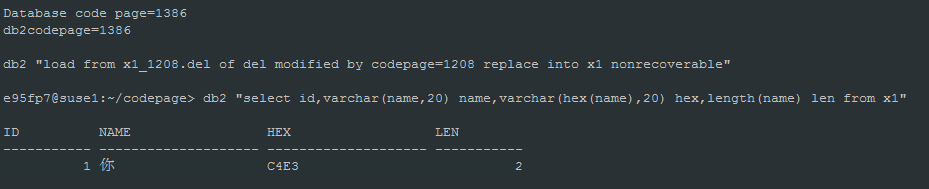 Database code page=1386
db2codepage=1386
db2 "load from x1_1208.del of del modified by codepage=1208 replace into x1 nonrecoverable"
e95fp7@suse1:~/codepage> db2 "select id,varchar(name,20) name,varchar(hex(name),20) hex,length(name) len from x1"
ID          NAME                 HEX                  LEN
----------- -------------------- -------------------- -----------
          1 你                   C4E3                           2